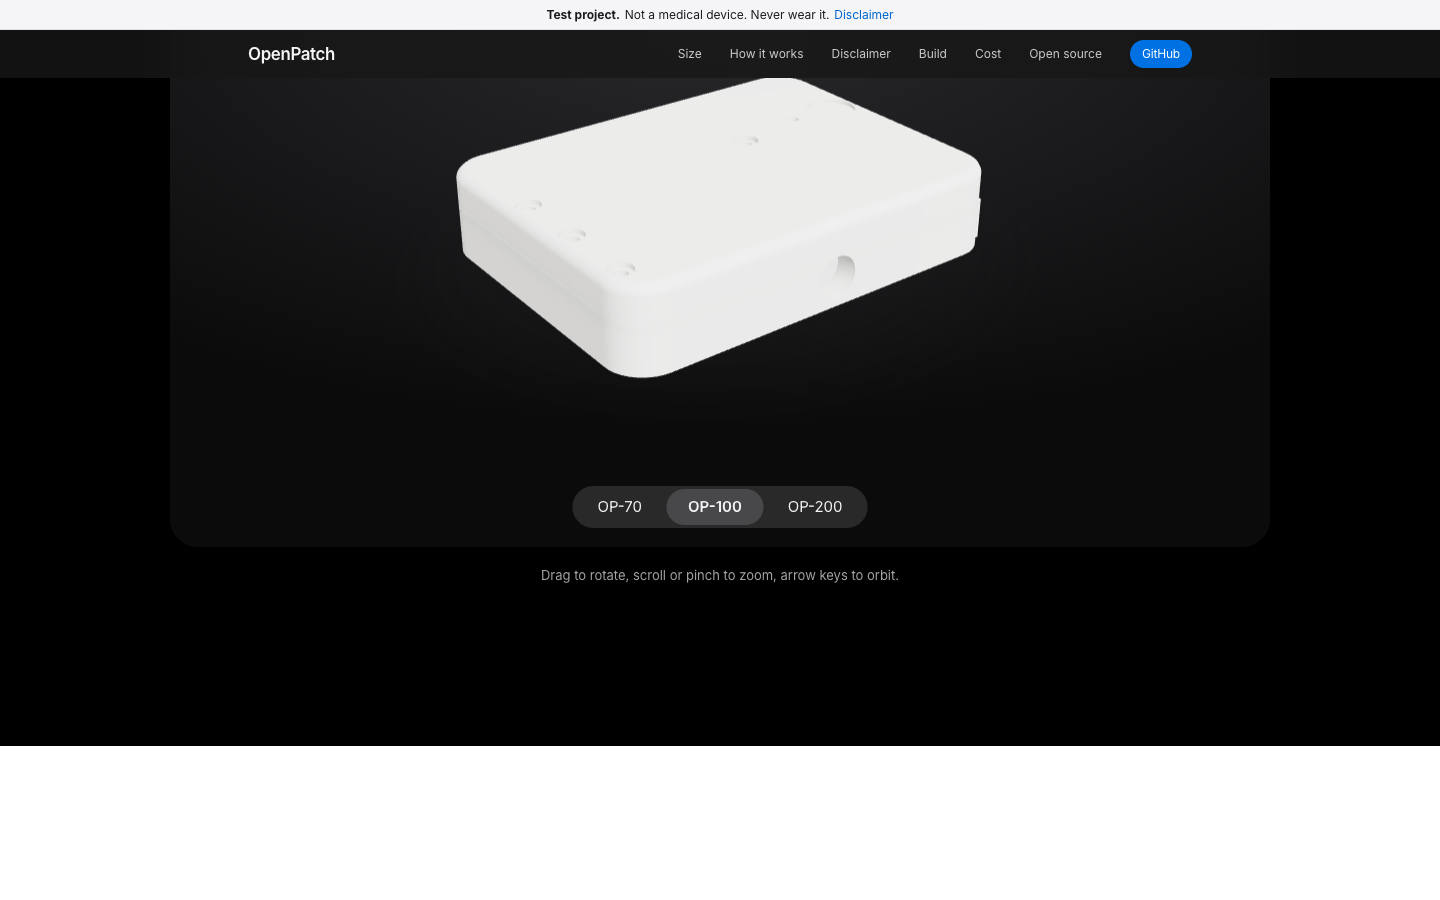 Test project. Not a medical device. Never wear it. Disclaimer
OpenPatch Size How it works Disclaimer Build Cost Open source GitHub
OP-70 OP-100 OP-200
Drag to rotate, scroll or pinch to zoom, arrow keys to orbit.